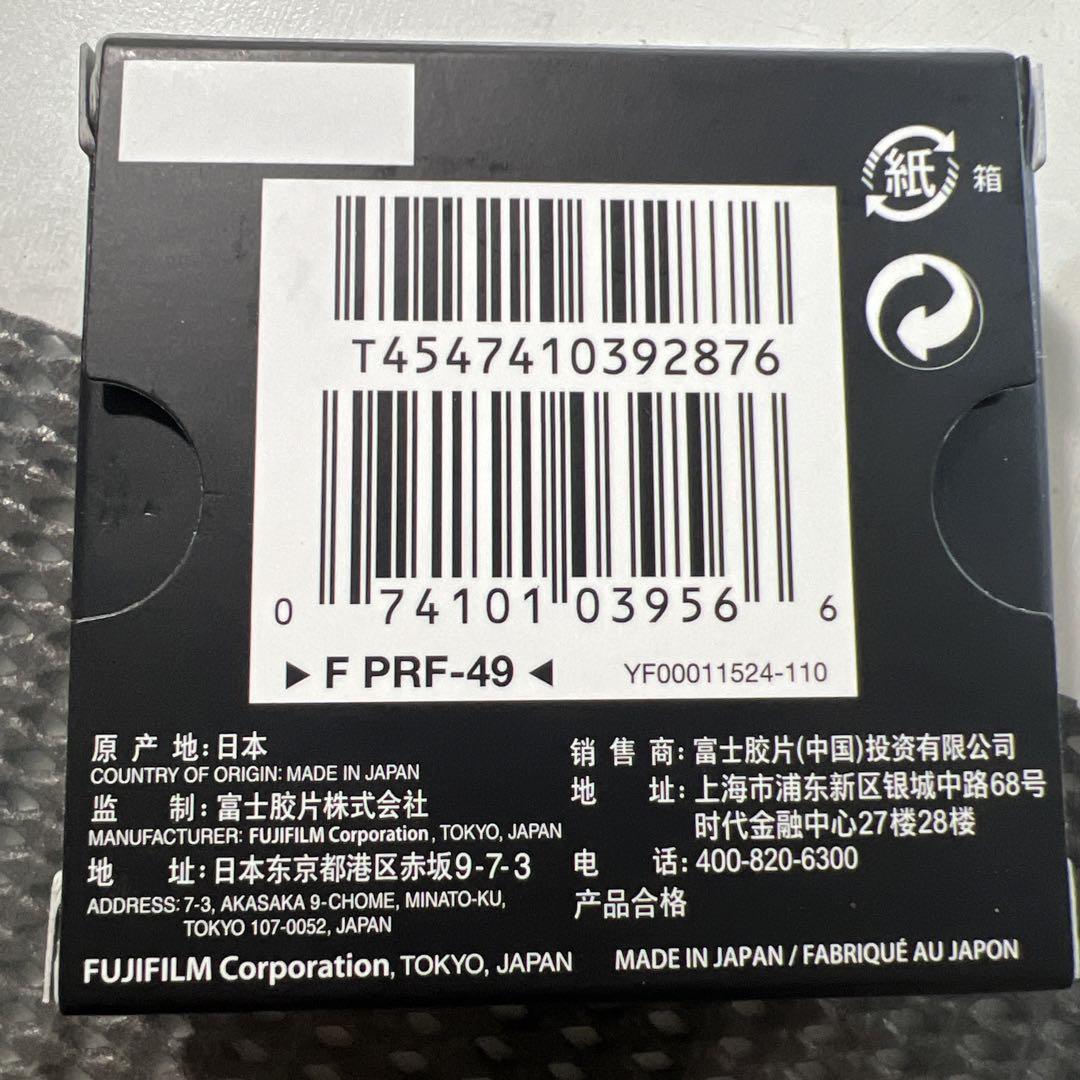 紙
箱
T4547410392876
0 74101 03956 6
▶ F PRF-49 ◀
YF00011524-110
原产地:日本
COUNTRY OF ORIGIN: MADE IN JAPAN
监制:富士胶片株式会社
MANUFACTURER: FUJIFILM Corporation, TOKYO, JAPAN
地址:日本东京都港区赤坂9-7-3
ADDRESS: 7-3, AKASAKA 9-CHOME, MINATO-KU,
TOKYO 107-0052, JAPAN
销售商:富士胶片(中国)投资有限公司
地址:上海市浦东新区银城中路68号
时代金融中心27楼28楼
电话:400-820-6300
产品合格
FUJIFILM Corporation, TOKYO, JAPAN
MADE IN JAPAN / FABRIQUÉ AU JAPON